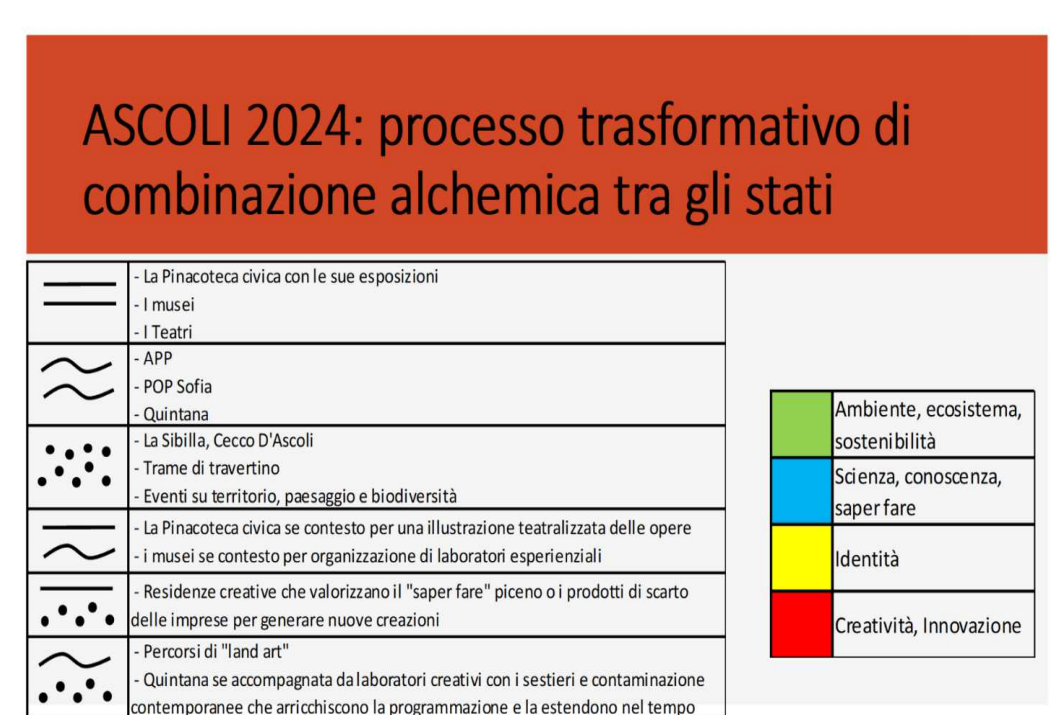 ASCOLI 2024: processo trasformativo di
combinazione alchemica tra gli stati
- La Pinacoteca civica con le sue esposizioni
- I musei
- I Teatri
- APP
- POP Sofia
- Quintana
- La Sibilla, Cecco D'Ascoli
- Trame di travertino
- Eventi su territorio, paesaggio e biodiversità
- La Pinacoteca civica se contesto per una illustrazione teatralizzata delle opere
- i musei se contesto per organizzazione di laboratori esperienziali
- Residenze creative che valorizzano il "saper fare" piceno o i prodotti di scarto
delle imprese per generare nuove creazioni
- Percorsi di "land art"
- Quintana se accompagnata da laboratori creativi con i sestieri e contaminazione
contemporanee che arricchiscono la programmazione e la estendono nel tempo
Ambiente, ecosistema,
sostenibilità
Scienza, conoscenza,
saper fare
Identità
Creatività, Innovazione